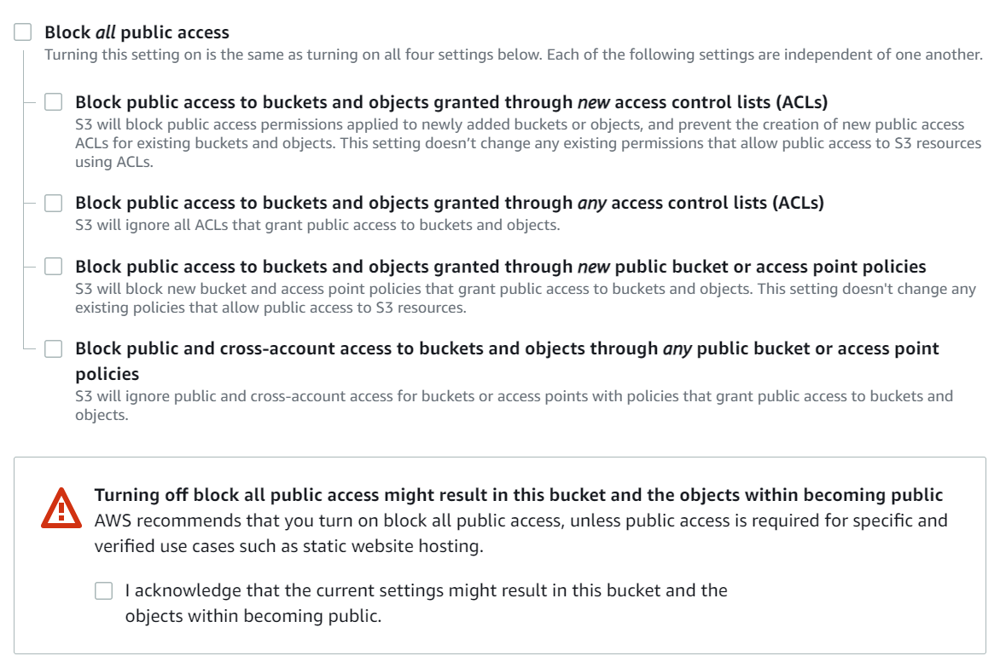 Block all public access
Turning this setting on is the same as turning on all four settings below. Each of the following settings are independent of one another.
Block public access to buckets and objects granted through new access control lists (ACLs)
S3 will block public access permissions applied to newly added buckets or objects, and prevent the creation of new public access
ACLs for existing buckets and objects. This setting doesn’t change any existing permissions that allow public access to S3 resources
using ACLs.
Block public access to buckets and objects granted through any access control lists (ACLs)
S3 will ignore all ACLs that grant public access to buckets and objects.
Block public access to buckets and objects granted through new public bucket or access point policies
S3 will block new bucket and access point policies that grant public access to buckets and objects. This setting doesn't change any
existing policies that allow public access to S3 resources.
Block public and cross-account access to buckets and objects through any public bucket or access point
policies
S3 will ignore public and cross-account access for buckets or access points with policies that grant public access to buckets and
objects.
Turning off block all public access might result in this bucket and the objects within becoming public
AWS recommends that you turn on block all public access, unless public access is required for specific and
verified use cases such as static website hosting.
I acknowledge that the current settings might result in this bucket and the
objects within becoming public.